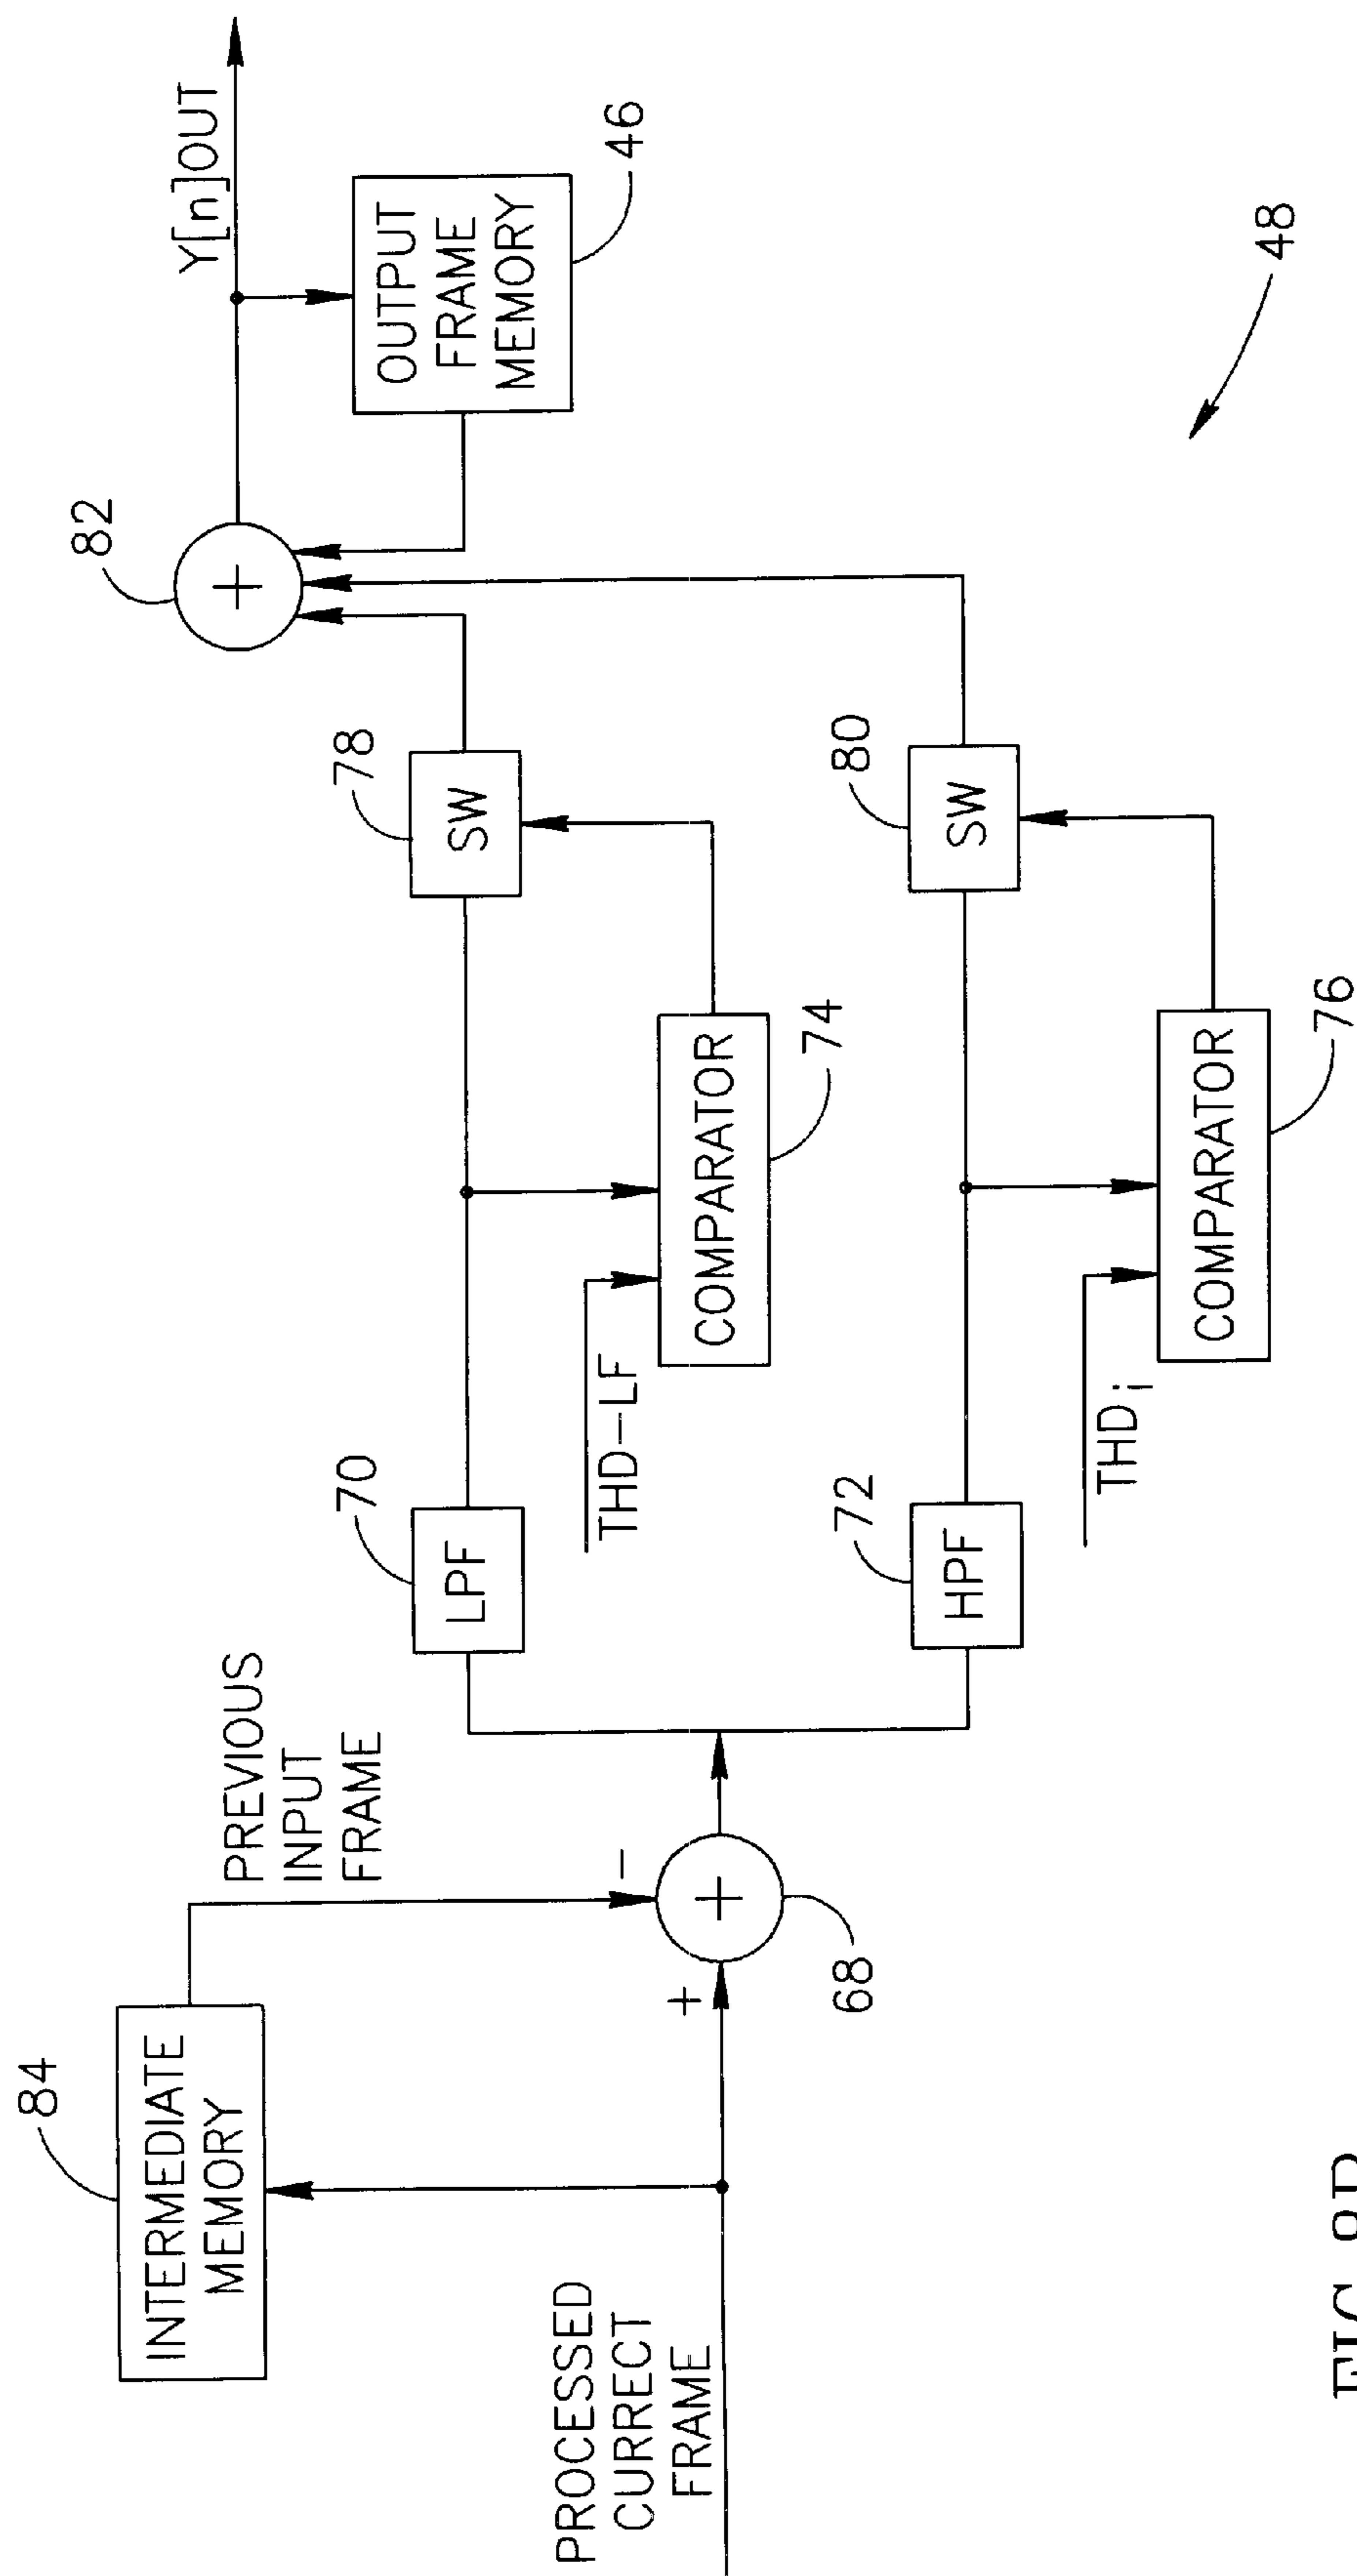 84
INTERMEDIATE
MEMORY
PREVIOUS
INPUT
FRAME
PROCESSED
CURRECT
FRAME
+
-
+
68
70
LPF
THD-LF
COMPARATOR
74
78
SW
72
HPF
THDi
COMPARATOR
76
80
SW
82
+
Y[n]OUT
OUTPUT
FRAME
MEMORY
46
48